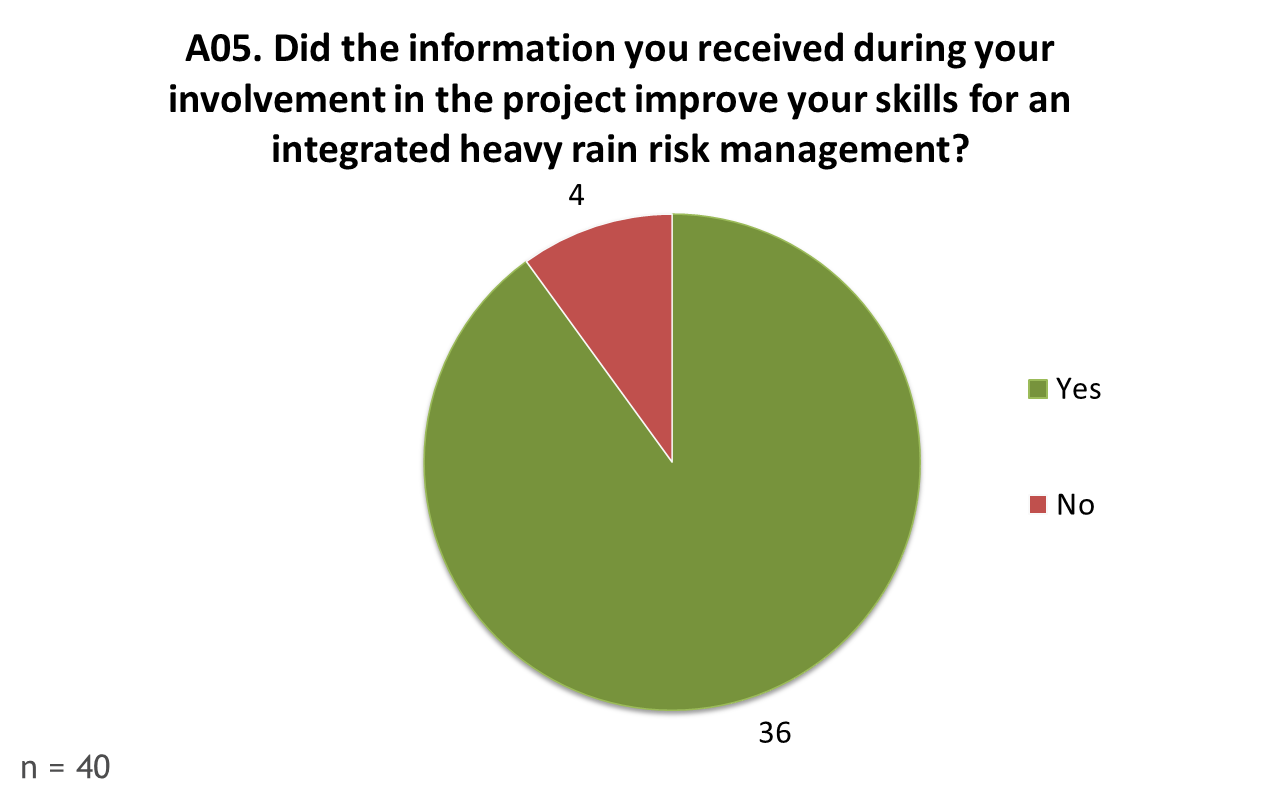 A05. Did the information you received during your
involvement in the project improve your skills for an
integrated heavy rain risk management?
4
Yes
No
36
n = 40